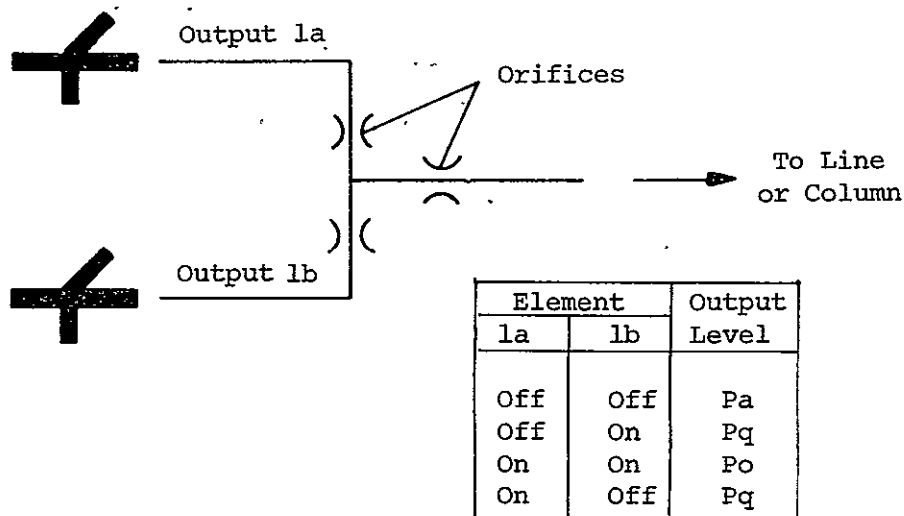 Output 1a
Orifices
To Line
or Column
Output 1b
Element Output
1a 1b Level
Off Off Pa
Off On Pq
On On Po
On Off Pq